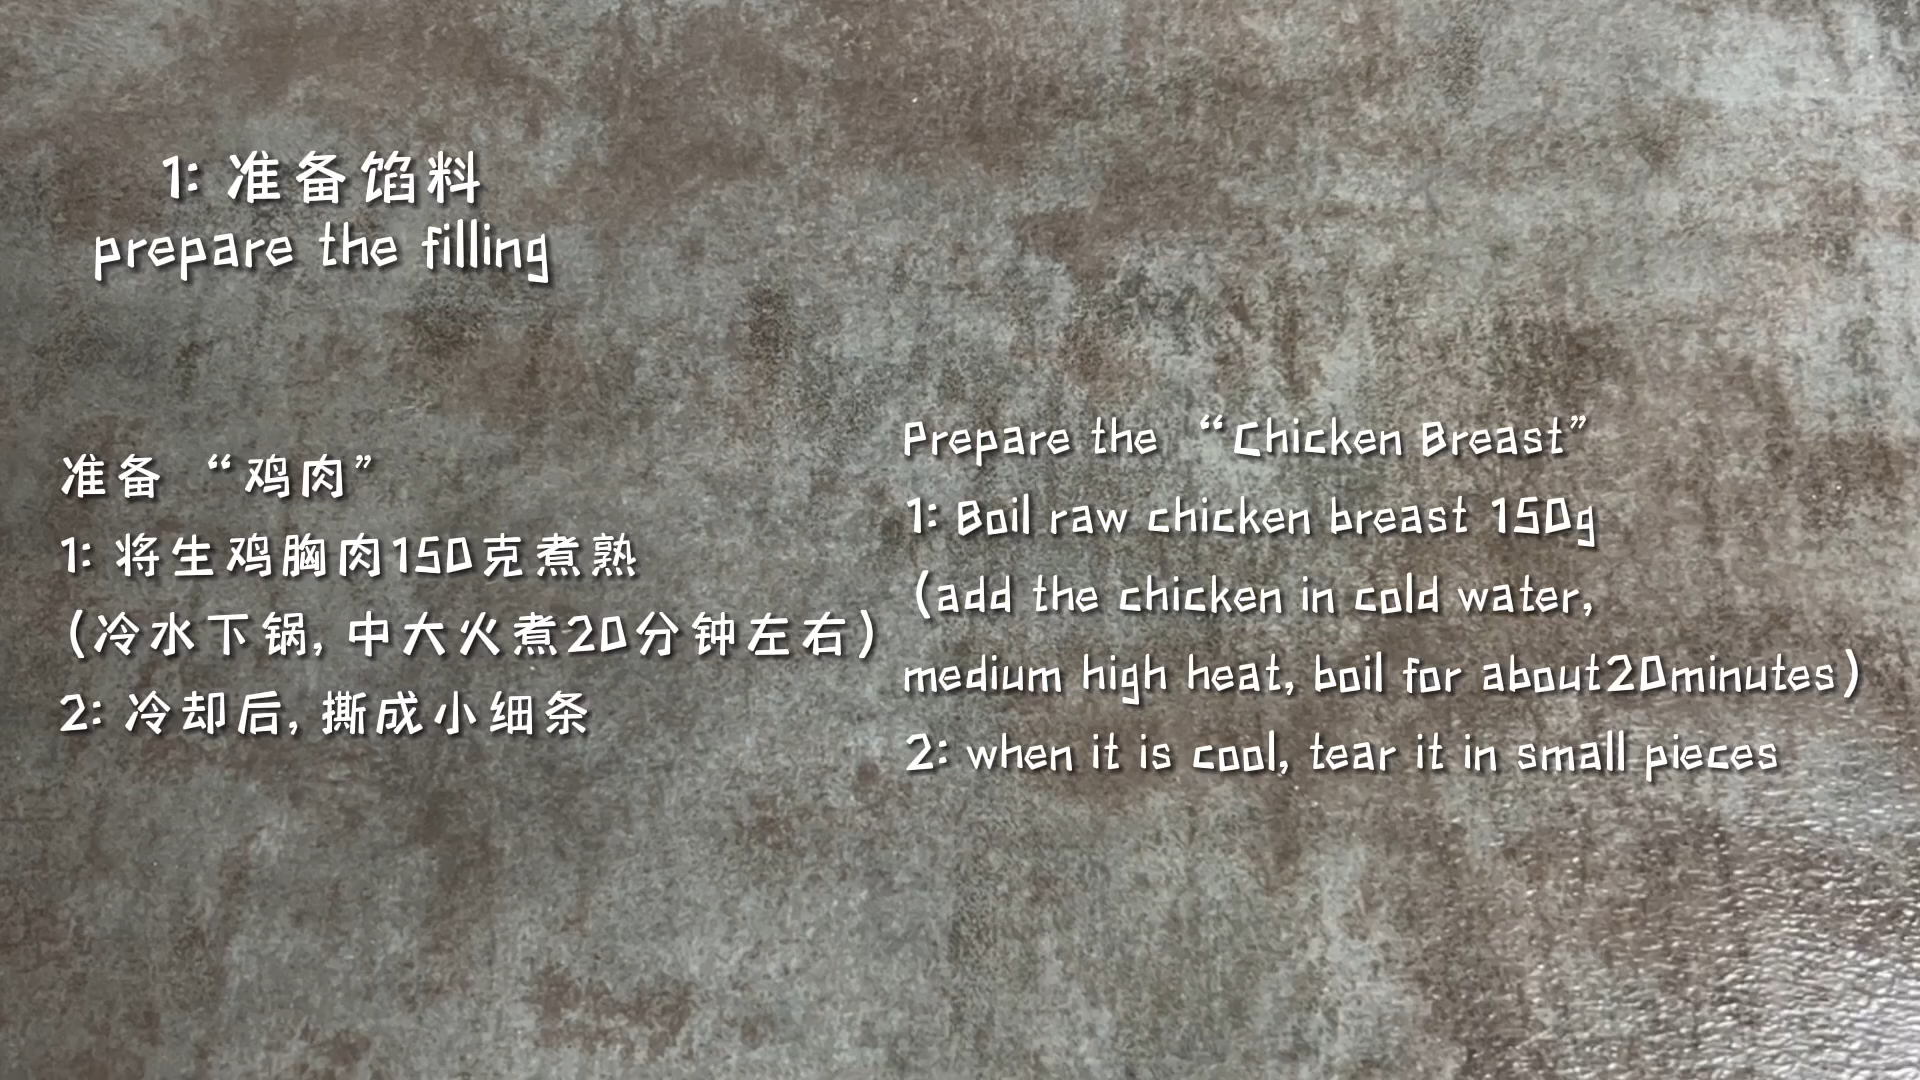 1: 准备馅料
prepare the filling
准备 “鸡肉”
1: 将生鸡胸肉150克煮熟
(冷水下锅, 中大火煮20分钟左右)
2: 冷却后, 撕成小细条
Prepare the “Chicken Breast”
1: Boil raw chicken breast 150g
(add the chicken in cold water,
medium high heat, boil for about20minutes)
2: when it is cool, tear it in small pieces